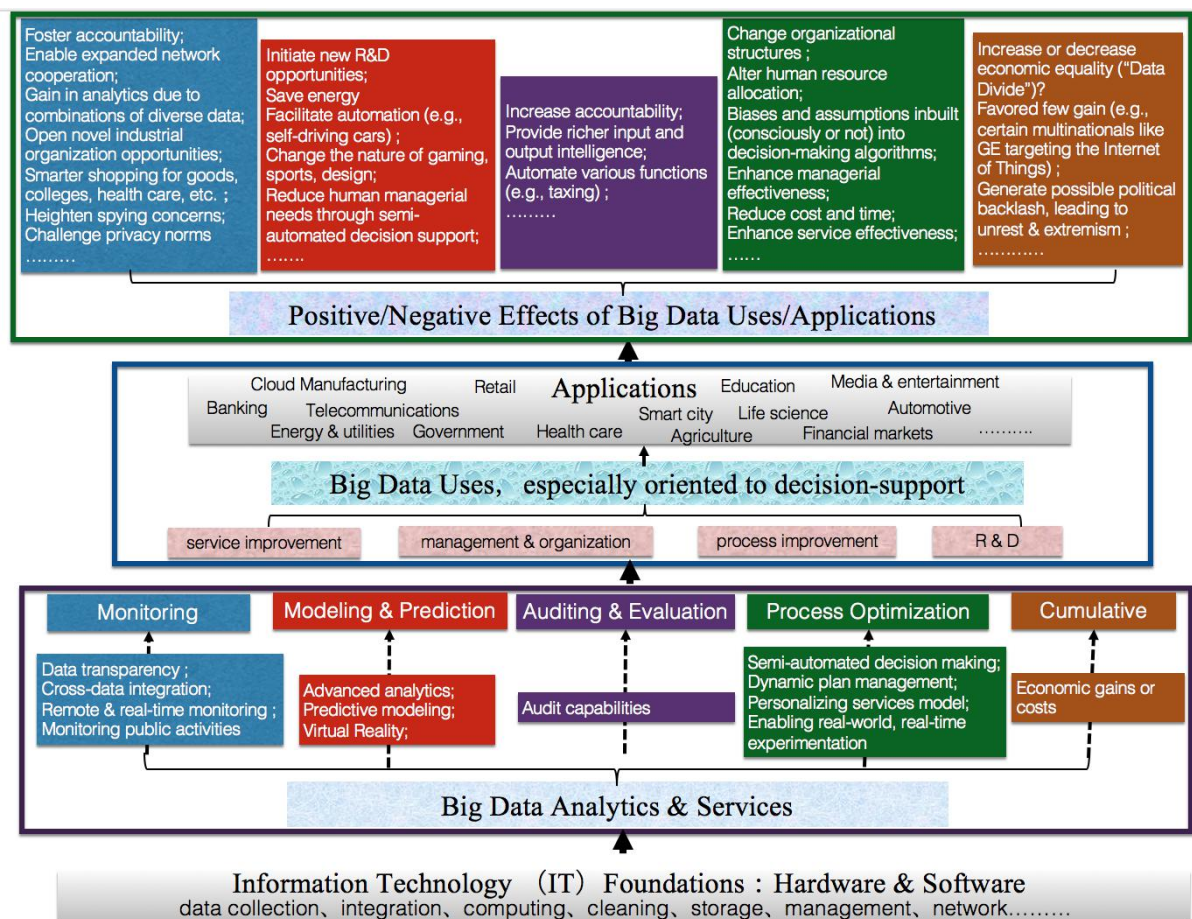 Foster accountability;
Enable expanded network
cooperation;
Gain in analytics due to
combinations of diverse data;
Open novel industrial
organization opportunities;
Smarter shopping for goods,
colleges, health care, etc. ;
Heighten spying concerns;
Challenge privacy norms
………
Initiate new R&D
opportunities;
Save energy
Facilitate automation (e.g.,
self-driving cars) ;
Change the nature of gaming,
sports, design;
Reduce human managerial
needs through semi-
automated decision support;
…….
Increase accountability;
Provide richer input and
output intelligence;
Automate various functions
(e.g., taxing) ;
………
Change organizational
structures ;
Alter human resource
allocation;
Biases and assumptions inbuilt
(consciously or not) into
decision-making algorithms;
Enhance managerial
effectiveness;
Reduce cost and time;
Enhance service effectiveness;
……
Increase or decrease
economic equality (“Data
Divide”)?
Favored few gain (e.g.,
certain multinationals like
GE targeting the Internet
of Things) ;
Generate possible political
backlash, leading to
unrest & extremism ;
…………
Positive/Negative Effects of Big Data Uses/Applications
Applications
Cloud Manufacturing
Retail
Education
Media & entertainment
Banking
Telecommunications
Smart city
Life science
Automotive
Energy & utilities
Government
Health care
Agriculture
Financial markets
………
Big Data Uses, especially oriented to decision-support
service improvement
management & organization
process improvement
R & D
Monitoring
Modeling & Prediction
Auditing & Evaluation
Process Optimization
Cumulative
Data transparency ;
Cross-data integration;
Remote & real-time monitoring ;
Monitoring public activities
Advanced analytics;
Predictive modeling;
Virtual Reality;
Audit capabilities
Semi-automated decision making;
Dynamic plan management;
Personalizing services model;
Enabling real-world, real-time
experimentation
Economic gains or
costs
Big Data Analytics & Services
Information Technology （IT）Foundations : Hardware & Software
data collection、integration、computing、cleaning、storage、management、network………